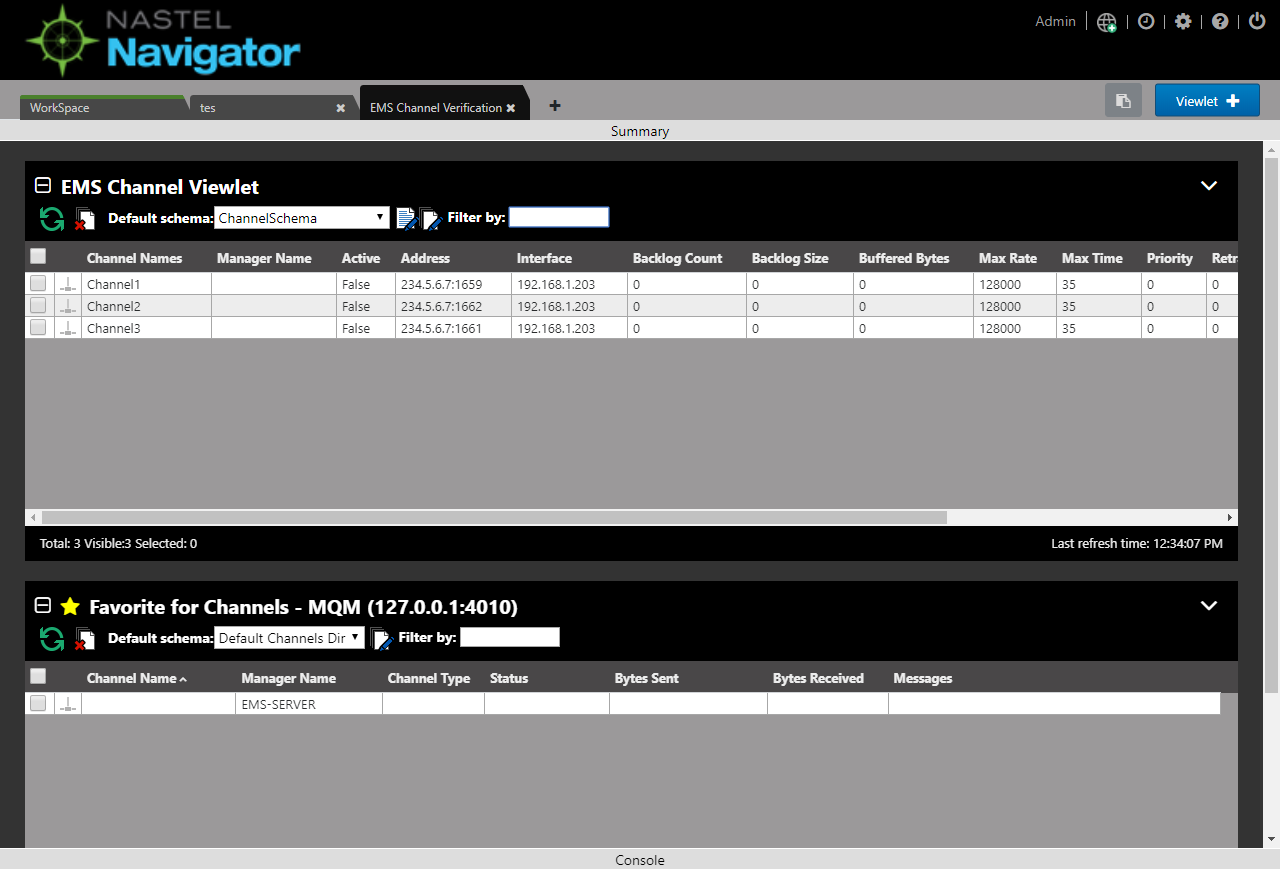 NASTEL
Navigator
Admin
WorkSpace tes EMS Channel Verification Viewlet
Summary
EMS Channel Viewlet
Default schema: ChannelSchema Filter by:
Channel Names Manager Name Active Address Interface Backlog Count Backlog Size Buffered Bytes Max Rate Max Time Priority Retr
Channel1 False 234.5.6.7:1659 192.168.1.203 0 0 0 128000 35 0 0
Channel2 False 234.5.6.7:1662 192.168.1.203 0 0 0 128000 35 0 0
Channel3 False 234.5.6.7:1661 192.168.1.203 0 0 0 128000 35 0 0
Total: 3 Visible:3 Selected: 0 Last refresh time: 12:34:07 PM
Favorite for Channels - MQM (127.0.0.1:4010)
Default schema: Default Channels Dir Filter by:
Channel Name Manager Name Channel Type Status Bytes Sent Bytes Received Messages
EMS-SERVER
Console